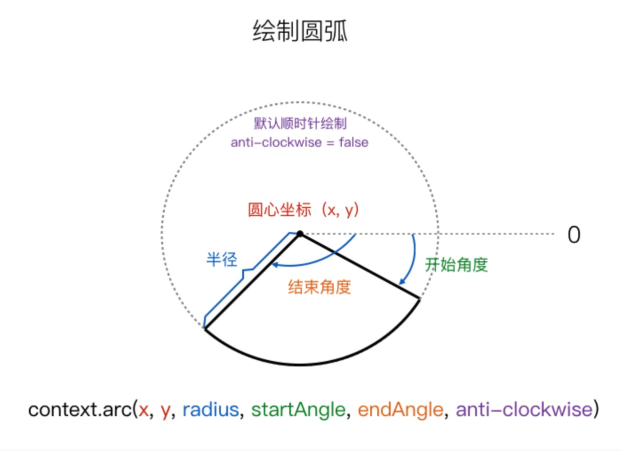 绘制圆弧
默认顺时针绘制
anti-clockwise = false
圆心坐标（x, y）
0
半径
开始角度
结束角度
context.arc(x, y, radius, startAngle, endAngle, anti-clockwise)